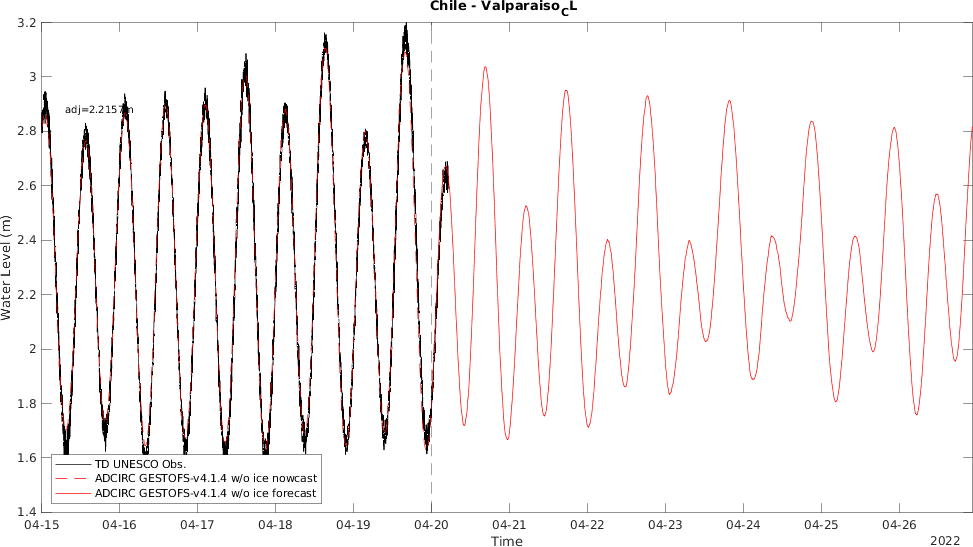 Chile - Valparaiso_CL
3.2
3
2.8
2.6
2.4
2.2
2
1.8
1.6
1.4
Water Level (m)
adj=2.2157m
TD UNESCO Obs.
ADCIRC GESTOFS-v4.1.4 w/o ice nowcast
ADCIRC GESTOFS-v4.1.4 w/o ice forecast
04-15 04-16 04-17 04-18 04-19 04-20 04-21 04-22 04-23 04-24 04-25 04-26
Time
2022